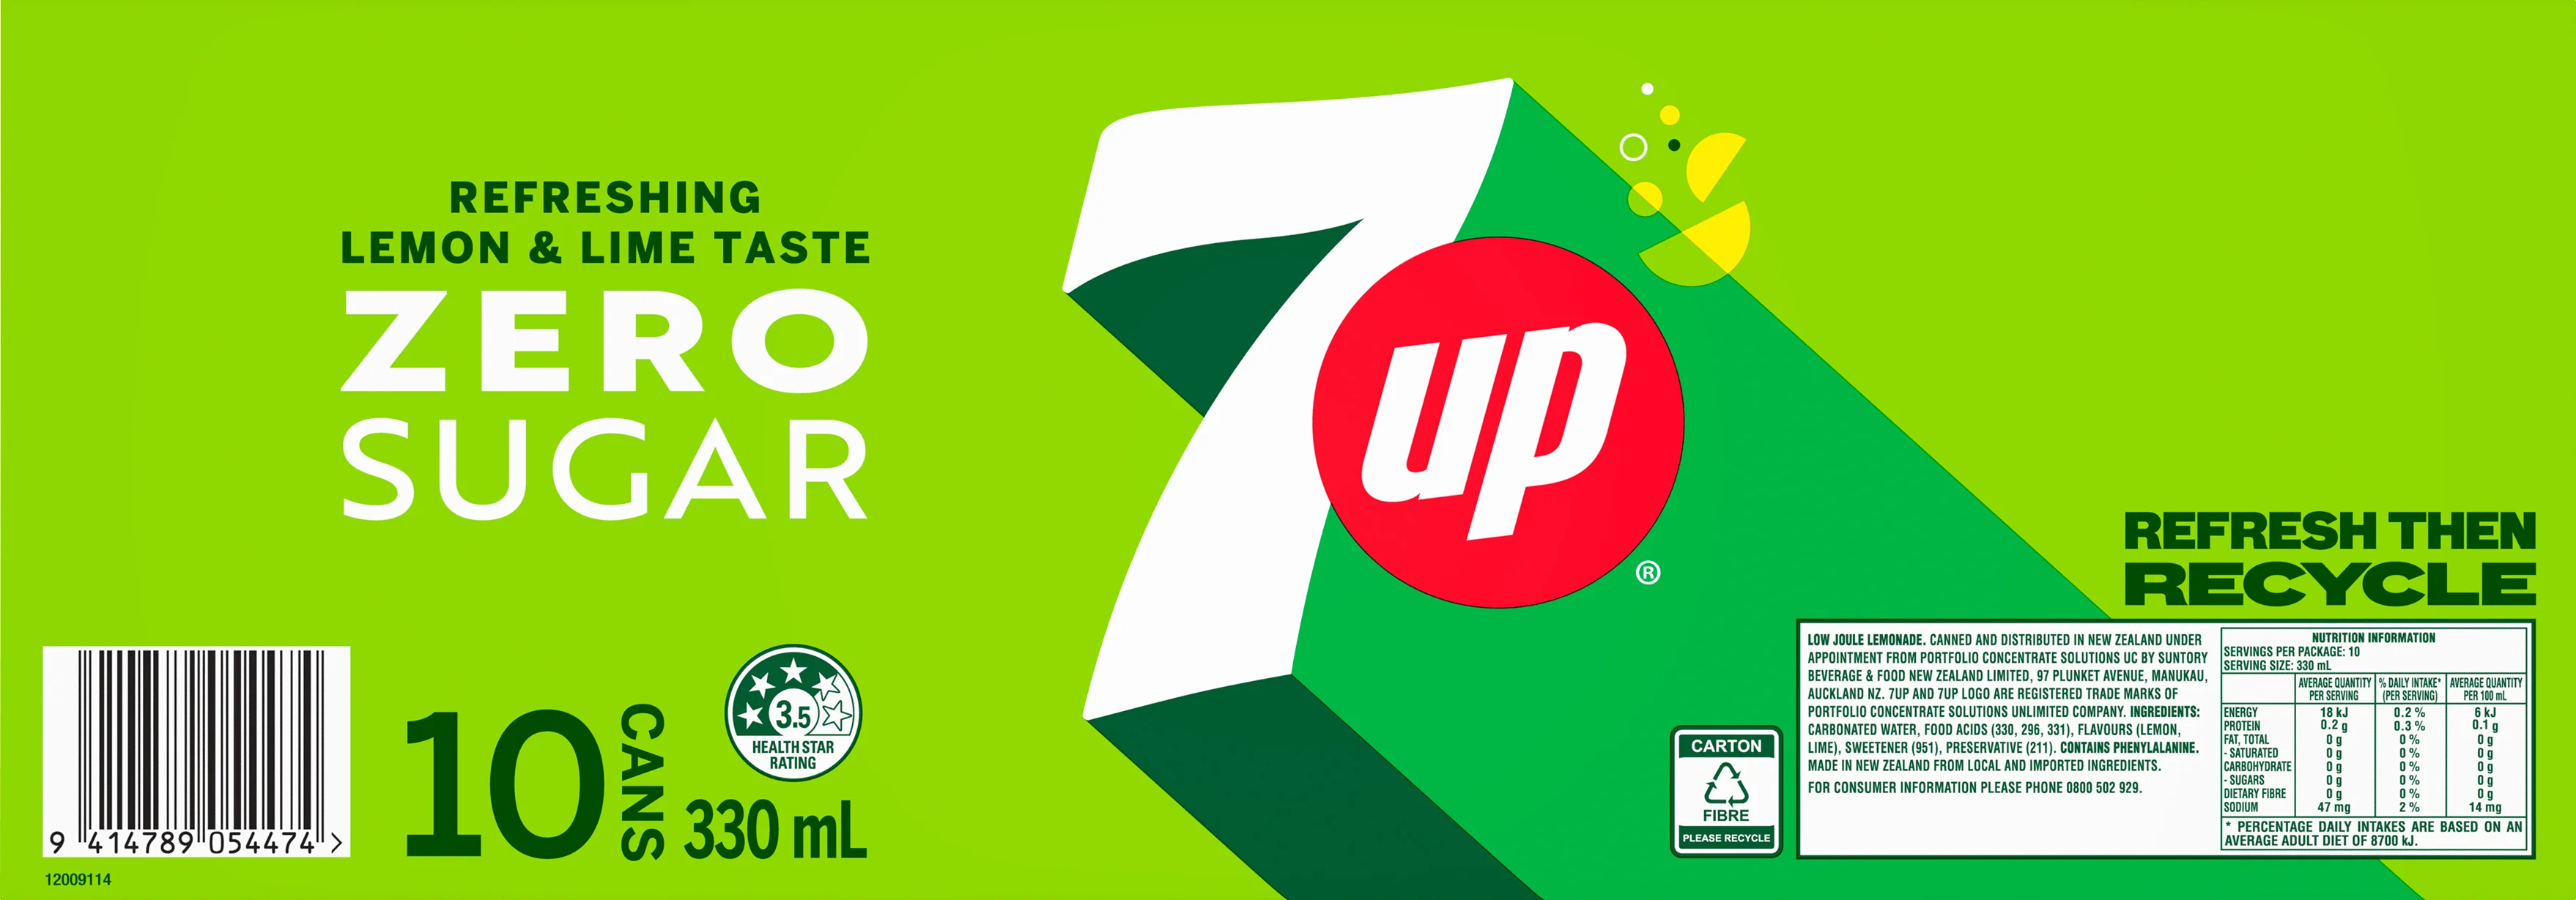 REFRESHING
LEMON & LIME TASTE
ZERO
SUGAR
7
up
®
9 414789 054474 >
12009114
10
CANS
330 mL
3.5
HEALTH STAR
RATING
CARTON
FIBRE
PLEASE RECYCLE
REFRESH THEN
RECYCLE
LOW JOULE LEMONADE. CANNED AND DISTRIBUTED IN NEW ZEALAND UNDER
APPOINTMENT FROM PORTFOLIO CONCENTRATE SOLUTIONS UC BY SUNTORY
BEVERAGE & FOOD NEW ZEALAND LIMITED, 97 PLUNKET AVENUE, MANUKAU,
AUCKLAND NZ. 7UP AND 7UP LOGO ARE REGISTERED TRADE MARKS OF
PORTFOLIO CONCENTRATE SOLUTIONS UNLIMITED COMPANY. INGREDIENTS:
CARBONATED WATER, FOOD ACIDS (330, 296, 331), FLAVOURS (LEMON,
LIME), SWEETENER (951), PRESERVATIVE (211). CONTAINS PHENYLALANINE.
MADE IN NEW ZEALAND FROM LOCAL AND IMPORTED INGREDIENTS.
FOR CONSUMER INFORMATION PLEASE PHONE 0800 502 929.
NUTRITION INFORMATION
SERVINGS PER PACKAGE: 10
SERVING SIZE: 330 mL
AVERAGE QUANTITY PER SERVING % DAILY INTAKE* (PER SERVING) AVERAGE QUANTITY PER 100 mL
ENERGY 18 kJ 0.2 % 6 kJ
PROTEIN 0.2 g 0.3 % 0.1 g
FAT, TOTAL 0 g 0 % 0 g
- SATURATED 0 g 0 % 0 g
CARBOHYDRATE 0 g 0 % 0 g
- SUGARS 0 g 0 % 0 g
DIETARY FIBRE 0 g 0 % 0 g
SODIUM 47 mg 2 % 14 mg
* PERCENTAGE DAILY INTAKES ARE BASED ON AN
AVERAGE ADULT DIET OF 8700 kJ.